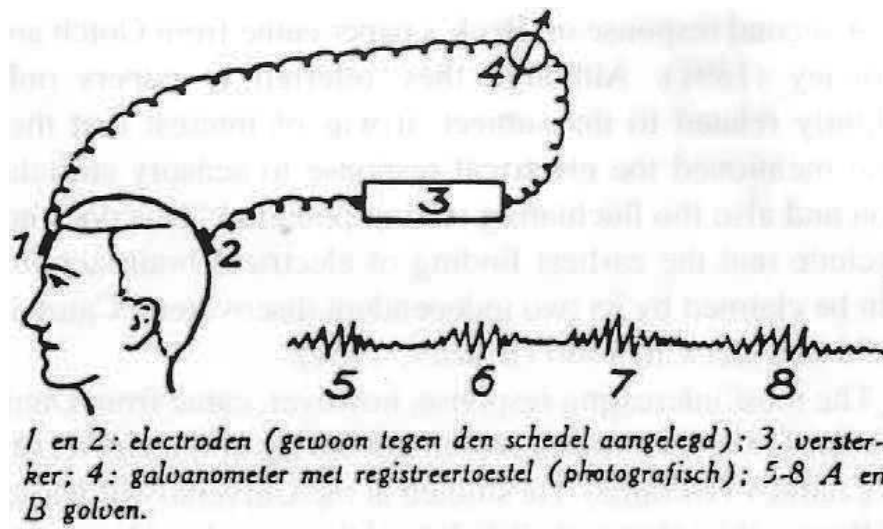 4
3
1
2
5 6 7 8
1 en 2: electroden (gewoon tegen den schedel aangelegd); 3. verster-
ker; 4: galvanometer met registreertoestel (photografisch); 5-8 A en
B golven.